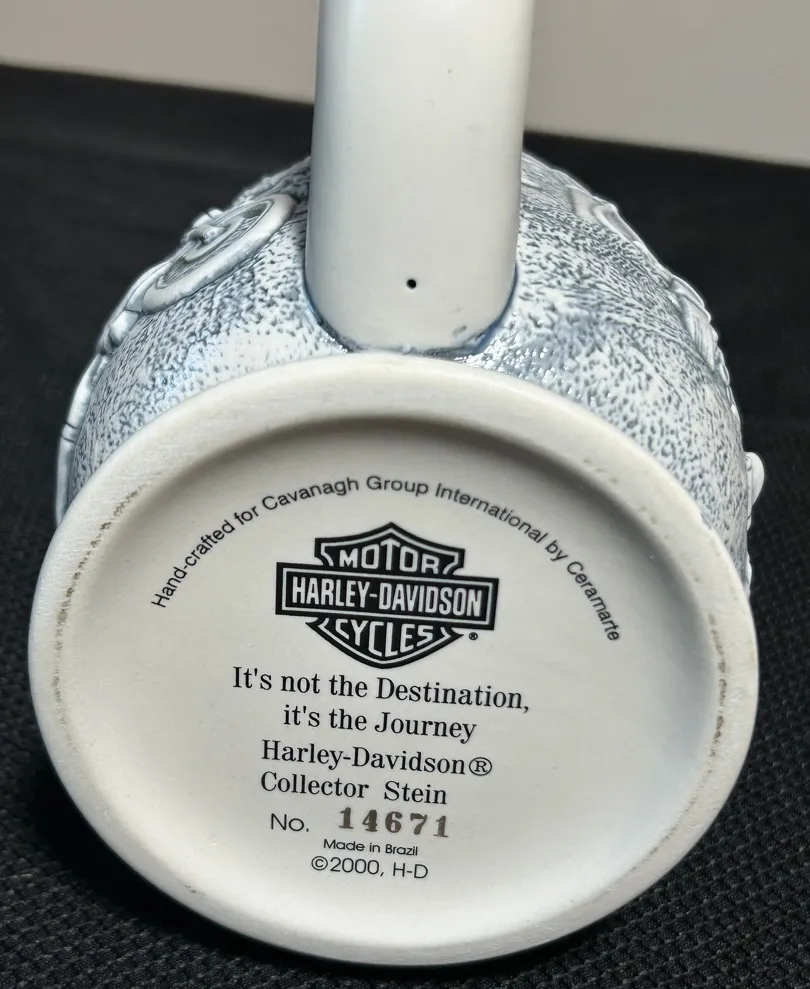 Hand-crafted for Cavanagh Group International by Ceramarte
MOTOR
HARLEY-DAVIDSON
CYCLES®
It's not the Destination,
it's the Journey
Harley-Davidson®
Collector Stein
No. 14671
Made in Brazil
©2000, H-D